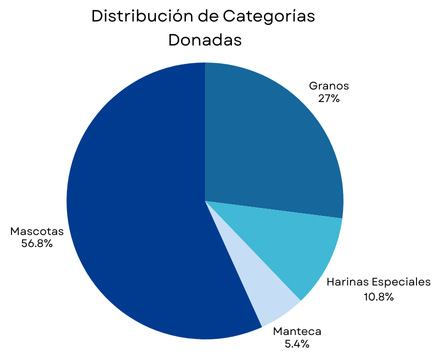 Distribución de Categorías
Donadas
Granos
27%
Mascotas
56.8%
Harinas Especiales
10.8%
Manteca
5.4%